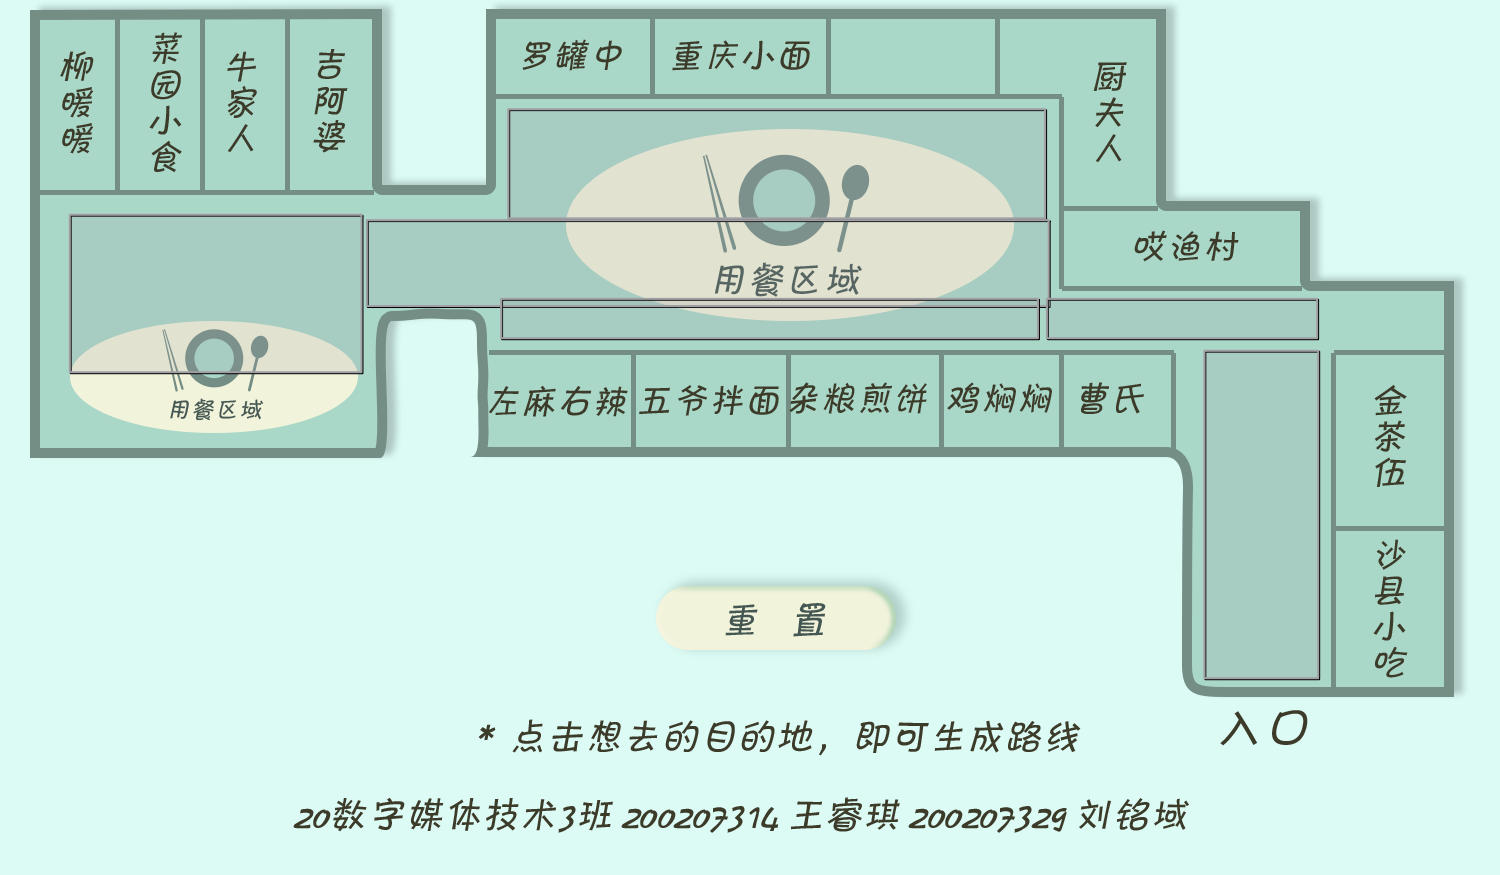 柳暖暖
菜园小食
牛家人
吉阿婆
罗罐中
重庆小面
厨夫人
哎渔村
用餐区域
用餐区域
左麻右辣
五爷拌面
杂粮煎饼
鸡焖焖
曹氏
金茶伍
沙县小吃
重 置
入口
* 点击想去的目的地，即可生成路线
20数字媒体技术3班 200207314 王睿琪 200207329 刘铭域